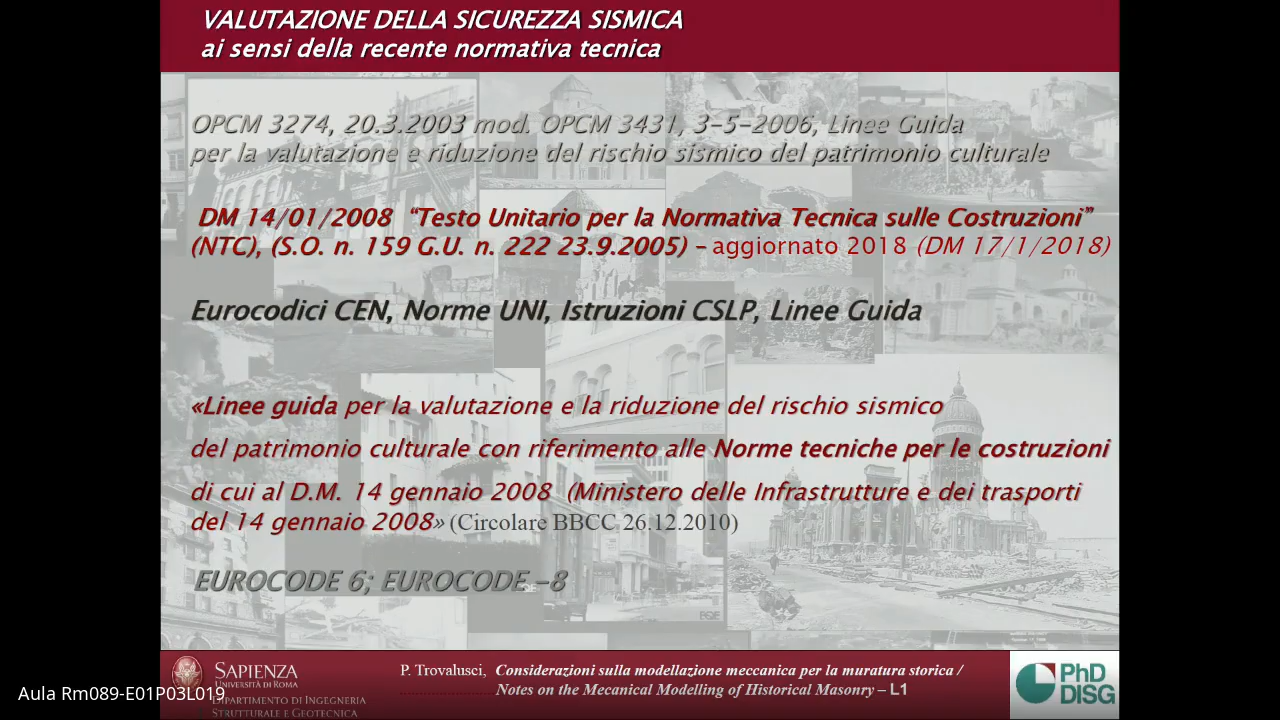 VALUTAZIONE DELLA SICUREZZA SISMICA
ai sensi della recente normativa tecnica
OPCM 3274, 20.3.2003 mod. OPCM 3431, 3-5-2006, Linee Guida
per la valutazione e riduzione del rischio sismico del patrimonio culturale
DM 14/01/2008 “Testo Unitario per la Normativa Tecnica sulle Costruzioni”
(NTC), (S.O. n. 159 G.U. n. 222 23.9.2005) – aggiornato 2018 (DM 17/1/2018)
Eurocodici CEN, Norme UNI, Istruzioni CSLP, Linee Guida
«Linee guida per la valutazione e la riduzione del rischio sismico
del patrimonio culturale con riferimento alle Norme tecniche per le costruzioni
di cui al D.M. 14 gennaio 2008 (Ministero delle Infrastrutture e dei trasporti
del 14 gennaio 2008» (Circolare BBCC 26.12.2010)
EUROCODE 6; EUROCODE -8
SAPIENZA
UNIVERSITÀ DI ROMA
DIPARTIMENTO DI INGEGNERIA
STRUTTURALE E GEOTECNICA
P. Trovalusci, Considerazioni sulla modellazione meccanica per la muratura storica /
Notes on the Mecanical Modelling of Historical Masonry – L1
PhD
DISG
Aula Rm089-E01P03L019